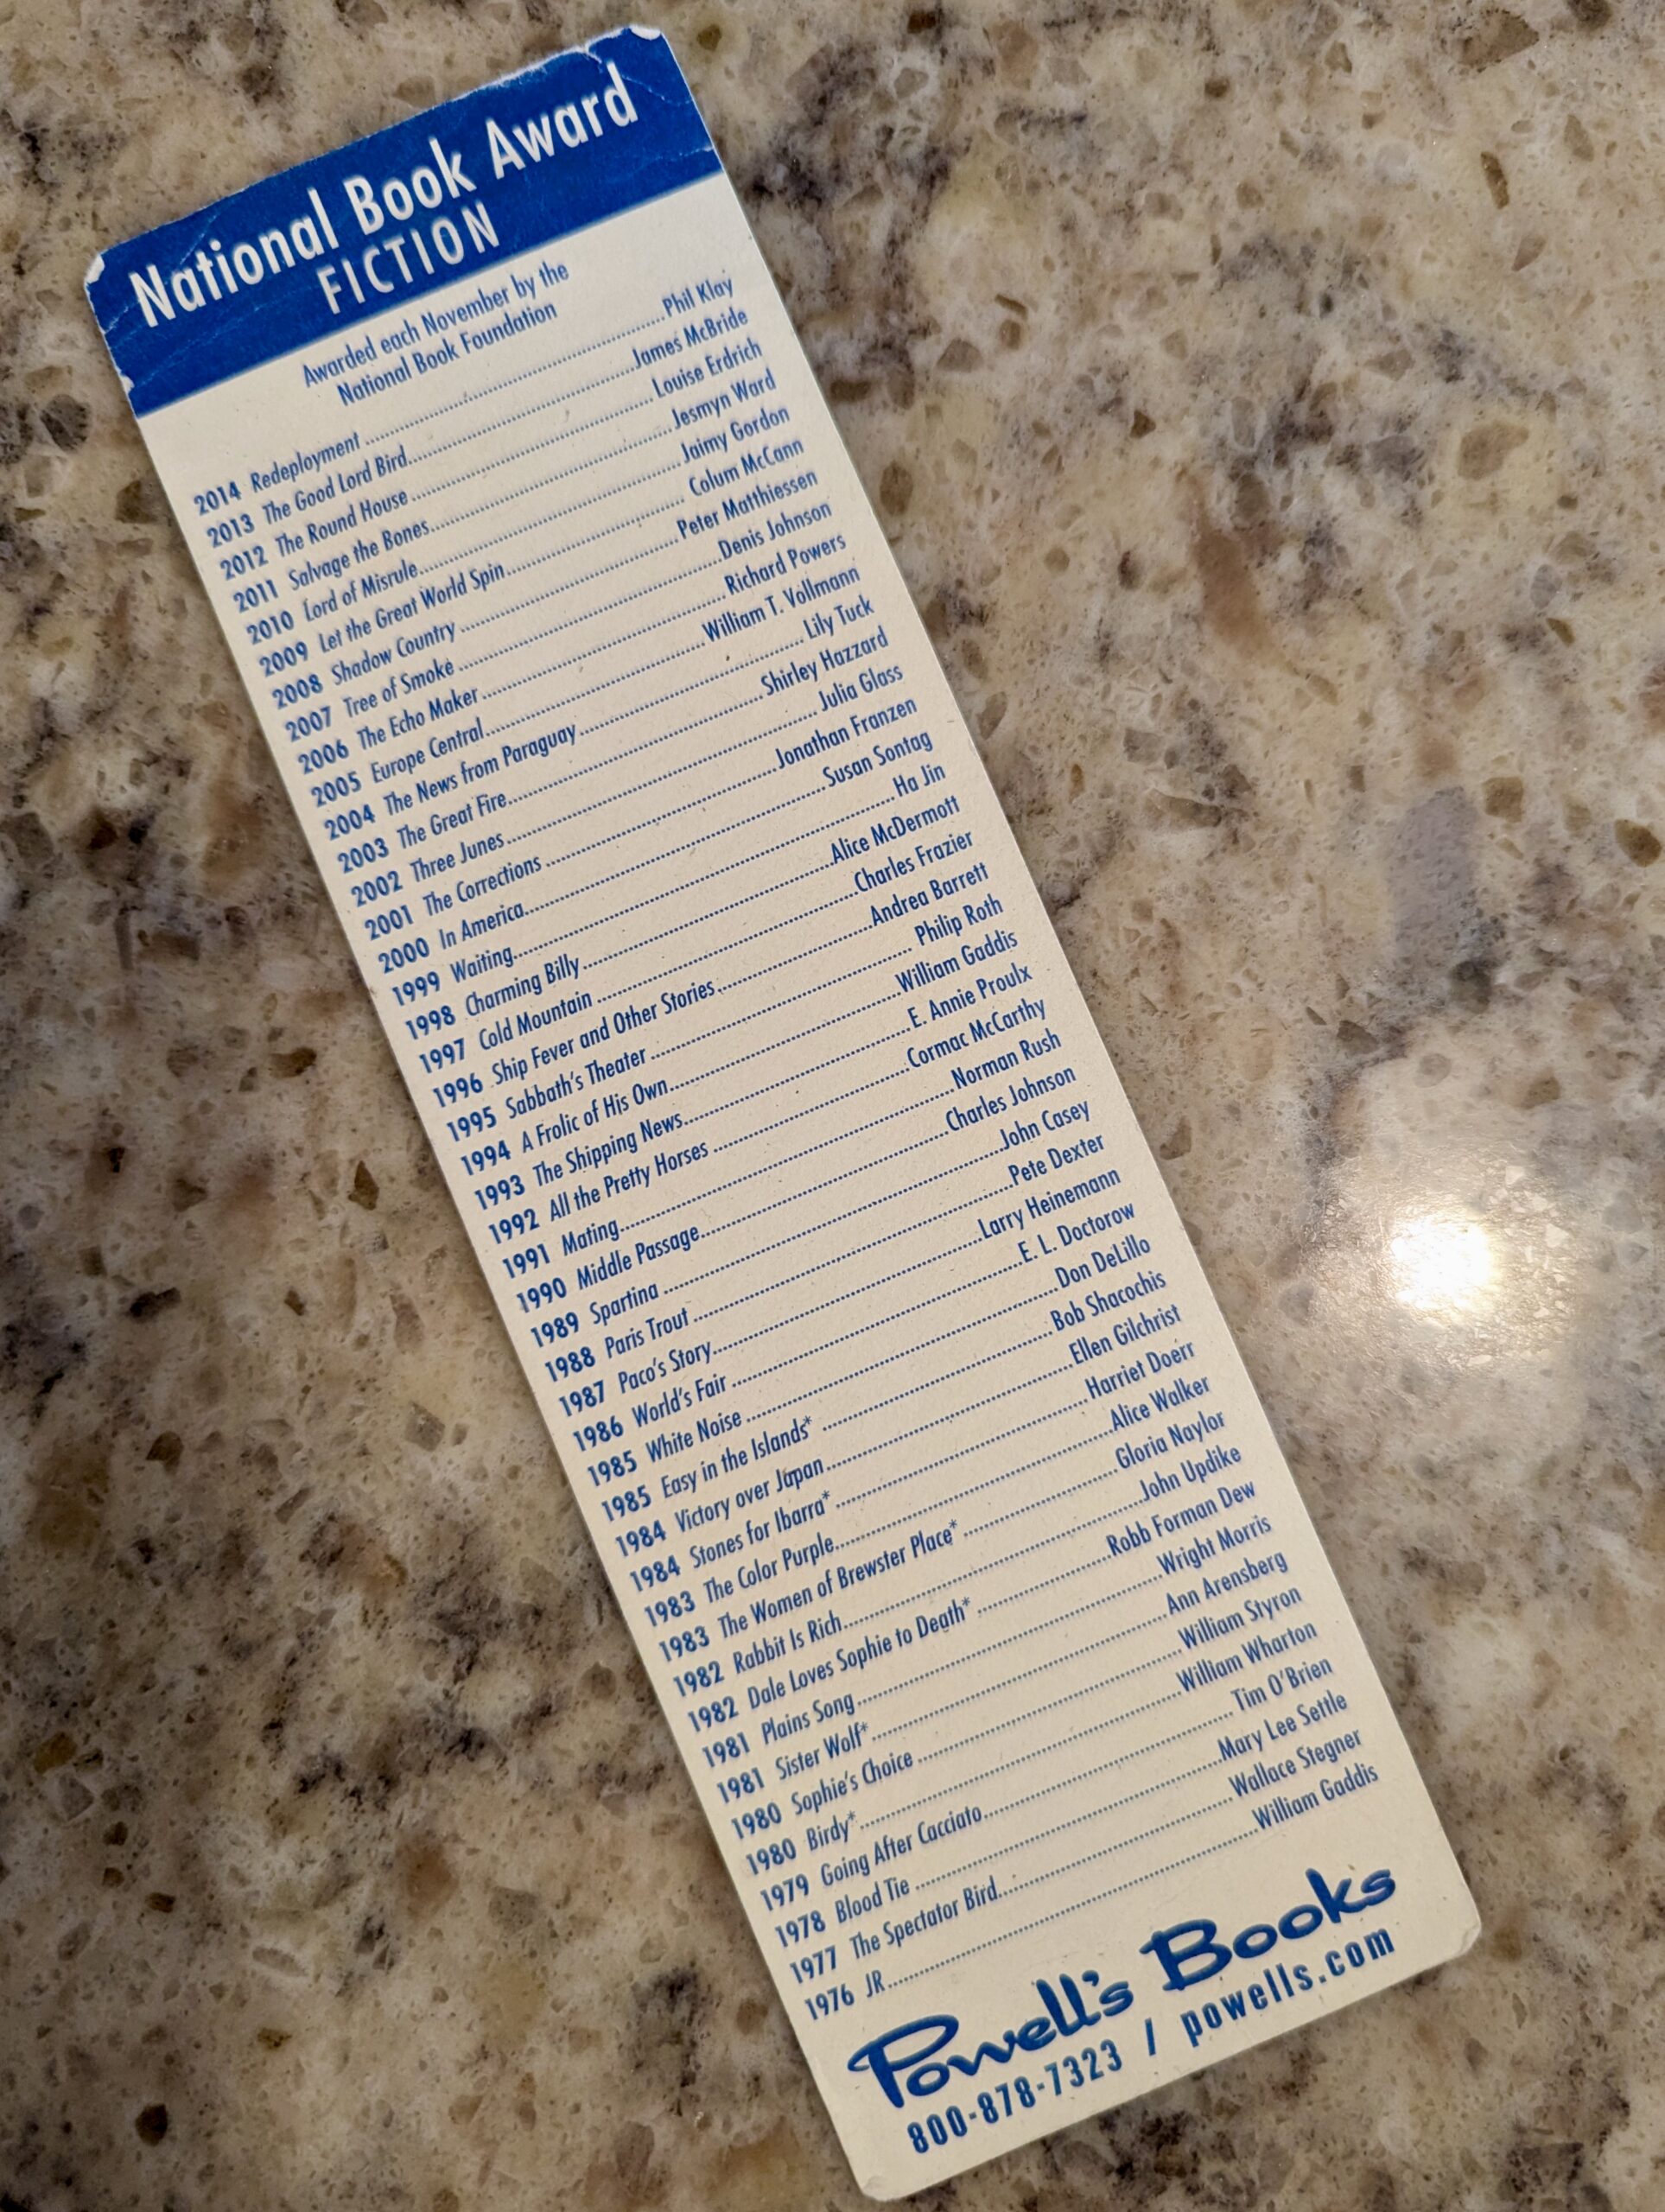 National Book Award
FICTION
Awarded each November by the
National Book Foundation
2014 Redeployment ........ Phil Klay
2013 The Good Lord Bird........ James McBride
2012 The Round House ........ Louise Erdrich
2011 Salvage the Bones........ Jesmyn Ward
2010 Lord of Misrule........ Jaimy Gordon
2009 Let the Great World Spin........ Colum McCann
2008 Shadow Country ........ Peter Matthiessen
2007 Tree of Smoke ........ Denis Johnson
2006 The Echo Maker ........ Richard Powers
2005 Europe Central........ William T. Vollmann
2004 The News from Paraguay........ Lily Tuck
2003 The Great Fire........ Shirley Hazzard
2002 Three Junes........ Julia Glass
2001 The Corrections ........ Jonathan Franzen
2000 In America........ Susan Sontag
1999 Waiting........ Ha Jin
1998 Charming Billy........ Alice McDermott
1997 Cold Mountain ........ Charles Frazier
1996 Ship Fever and Other Stories........ Andrea Barrett
1995 Sabbath's Theater ........ Philip Roth
1994 A Frolic of His Own........ William Gaddis
1993 The Shipping News........ E. Annie Proulx
1992 All the Pretty Horses ........ Cormac McCarthy
1991 Mating........ Norman Rush
1990 Middle Passage........ Charles Johnson
1989 Spartina ........ John Casey
1988 Paris Trout ........ Pete Dexter
1987 Paco's Story........ Larry Heinemann
1986 World's Fair ........ E. L. Doctorow
1985 White Noise ........ Don DeLillo
1985 Easy in the Islands* ........ Bob Shacochis
1984 Victory over Japan........ Ellen Gilchrist
1984 Stones for Ibarra* ........ Harriet Doerr
1983 The Color Purple........ Alice Walker
1983 The Women of Brewster Place* ........ Gloria Naylor
1982 Rabbit Is Rich........ John Updike
1982 Dale Loves Sophie to Death* ........ Robb Forman Dew
1981 Plains Song........ Wright Morris
1981 Sister Wolf*........ Ann Arensberg
1980 Sophie's Choice ........ William Styron
1980 Birdy*........ William Wharton
1979 Going After Cacciato........ Tim O'Brien
1978 Blood Tie ........ Mary Lee Settle
1977 The Spectator Bird........ Wallace Stegner
1976 JR........ William Gaddis
Powell's Books
800-878-7323 / powells.com